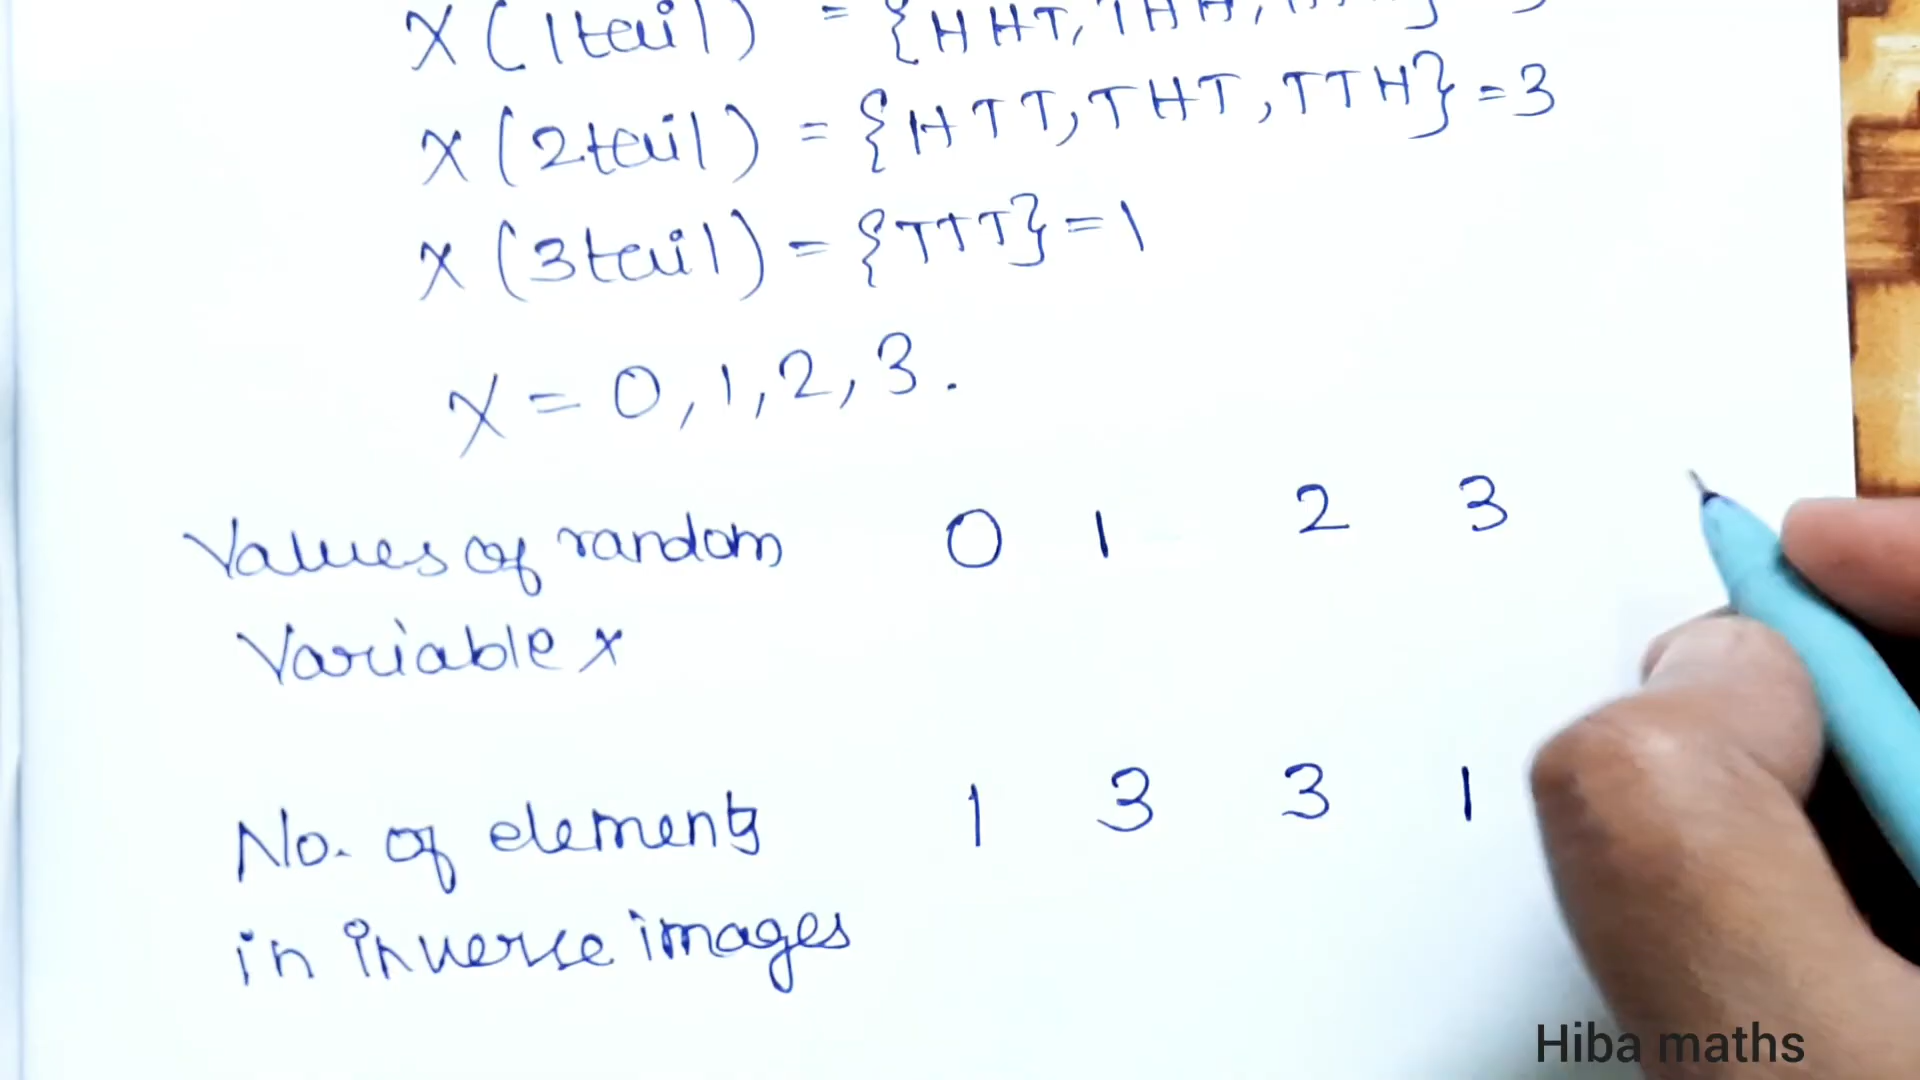 X (1tail) = {HHT, THH,
X (2tail) = {HTT, THT, TTH} = 3
X (3tail) = {TTT} = 1
X = 0, 1, 2, 3.
Values of random 0 1 2 3
Variable x
No. of elements 1 3 3 1
in inverse images
Hiba maths